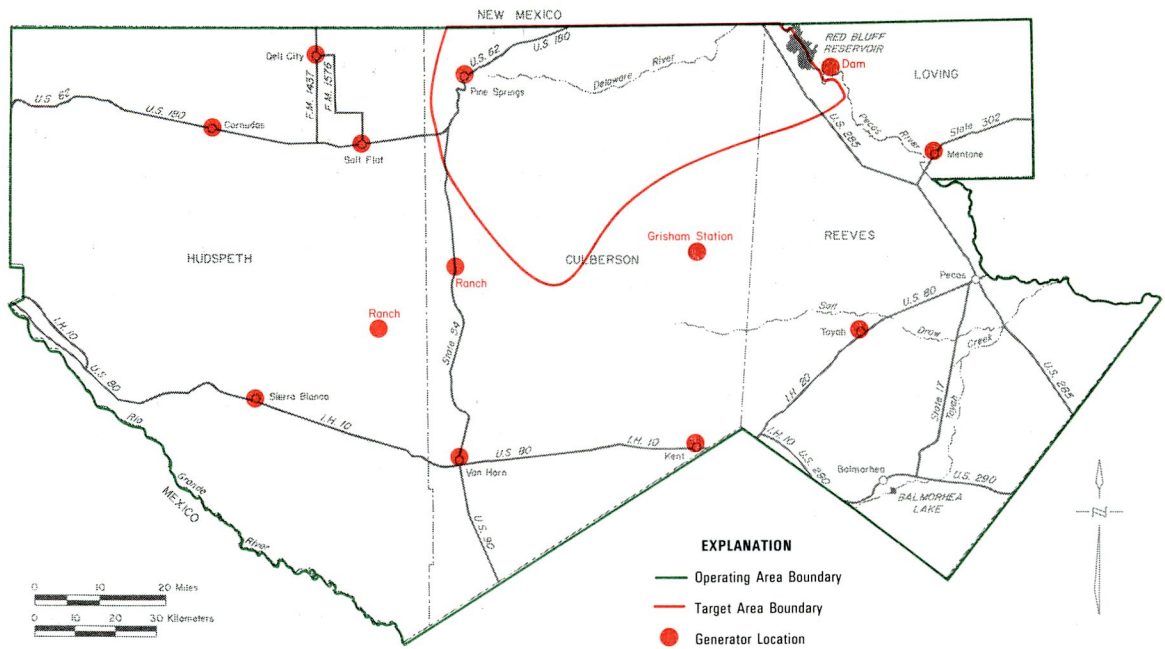 NEW MEXICO
Dell City
F.M. 1437
F.M. 1576
U.S. 62
U.S. 180
Pine Springs
Delaware River
RED BLUFF
RESERVOIR
Dam
LOVING
U.S. 62
U.S. 180
Cornudas
Salt Flat
U.S. 285
Pecos River
State 302
Mentone
HUDSPETH
CULBERSON
Grisham Station
REEVES
Ranch
Ranch
State 54
Pecos
U.S. 80
San
Draw
Toyah
Creek
Toyah
I.H. 10
U.S. 80
Sierra Blanca
I.H. 10
Rio
Grande
River
MEXICO
Van Horn
U.S. 80
I.H. 10
Kent
U.S. 90
I.H. 20
State 17
U.S. 285
I.H. 10
U.S. 290
Balmorhea
BALMORHEA
LAKE
U.S. 290
N
EXPLANATION
Operating Area Boundary
Target Area Boundary
Generator Location
0 10 20 Miles
0 10 20 30 Kilometers